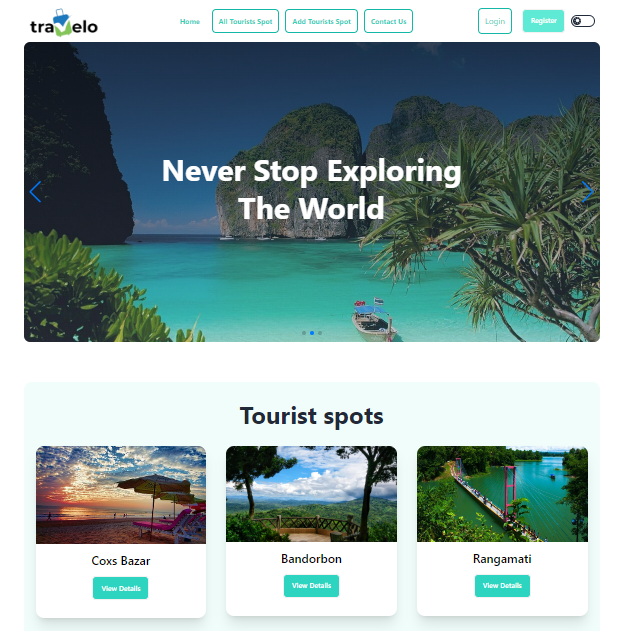 travelo
Home
All Tourists Spot
Add Tourists Spot
Contact Us
Login
Register
Never Stop Exploring
The World
Tourist spots
Coxs Bazar
View Details
Bandorbon
View Details
Rangamati
View Details